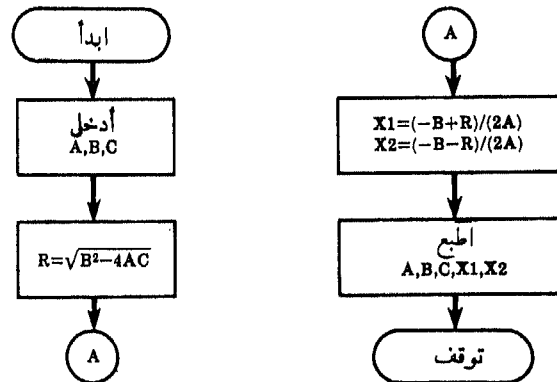 ابدأ
أدخل
A,B,C
R=√B²−4AC
A
A
X1=(−B+R)/(2A)
X2=(−B−R)/(2A)
اطبع
A,B,C,X1,X2
توقف